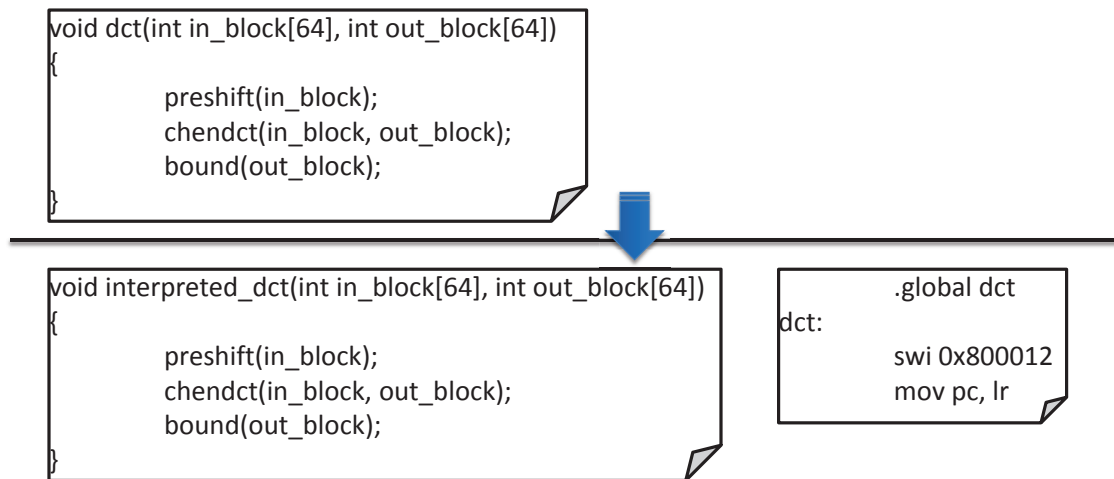 void dct(int in_block[64], int out_block[64])
{
preshift(in_block);
chendct(in_block, out_block);
bound(out_block);
}
void interpreted_dct(int in_block[64], int out_block[64])
{
preshift(in_block);
chendct(in_block, out_block);
bound(out_block);
}
.global dct
dct:
swi 0x800012
mov pc, lr